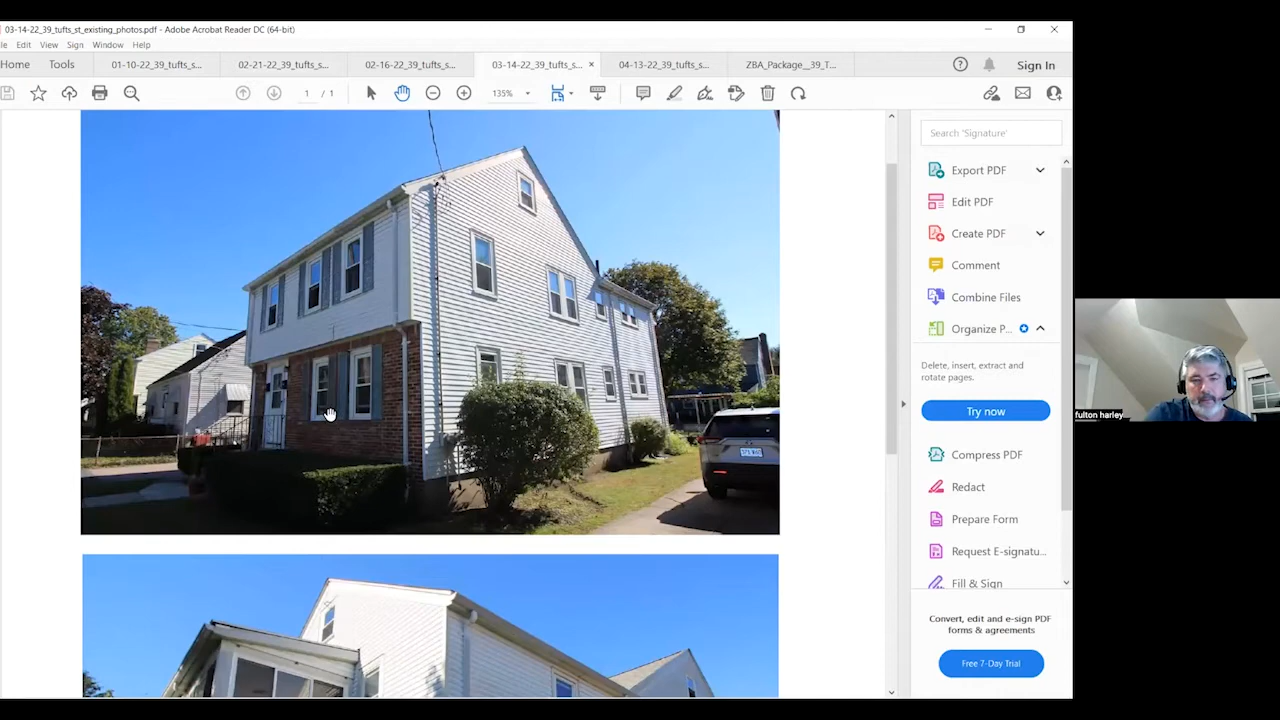 03-14-22_39_tufts_st_existing_photos.pdf - Adobe Acrobat Reader DC (64-bit)
le Edit View Sign Window Help
Home Tools 01-10-22_39_tufts_s... 02-21-22_39_tufts_s... 02-16-22_39_tufts_s... 03-14-22_39_tufts_s... × 04-13-22_39_tufts_s... ZBA_Package__39_T... Sign In
1 / 1 135%
Search 'Signature'
Export PDF
Edit PDF
Create PDF
Comment
Combine Files
Organize P...
Delete, insert, extract and
rotate pages.
Try now
fulton harley
Compress PDF
Redact
Prepare Form
Request E-signatu...
Fill & Sign
Convert, edit and e-sign PDF
forms & agreements
Free 7-Day Trial